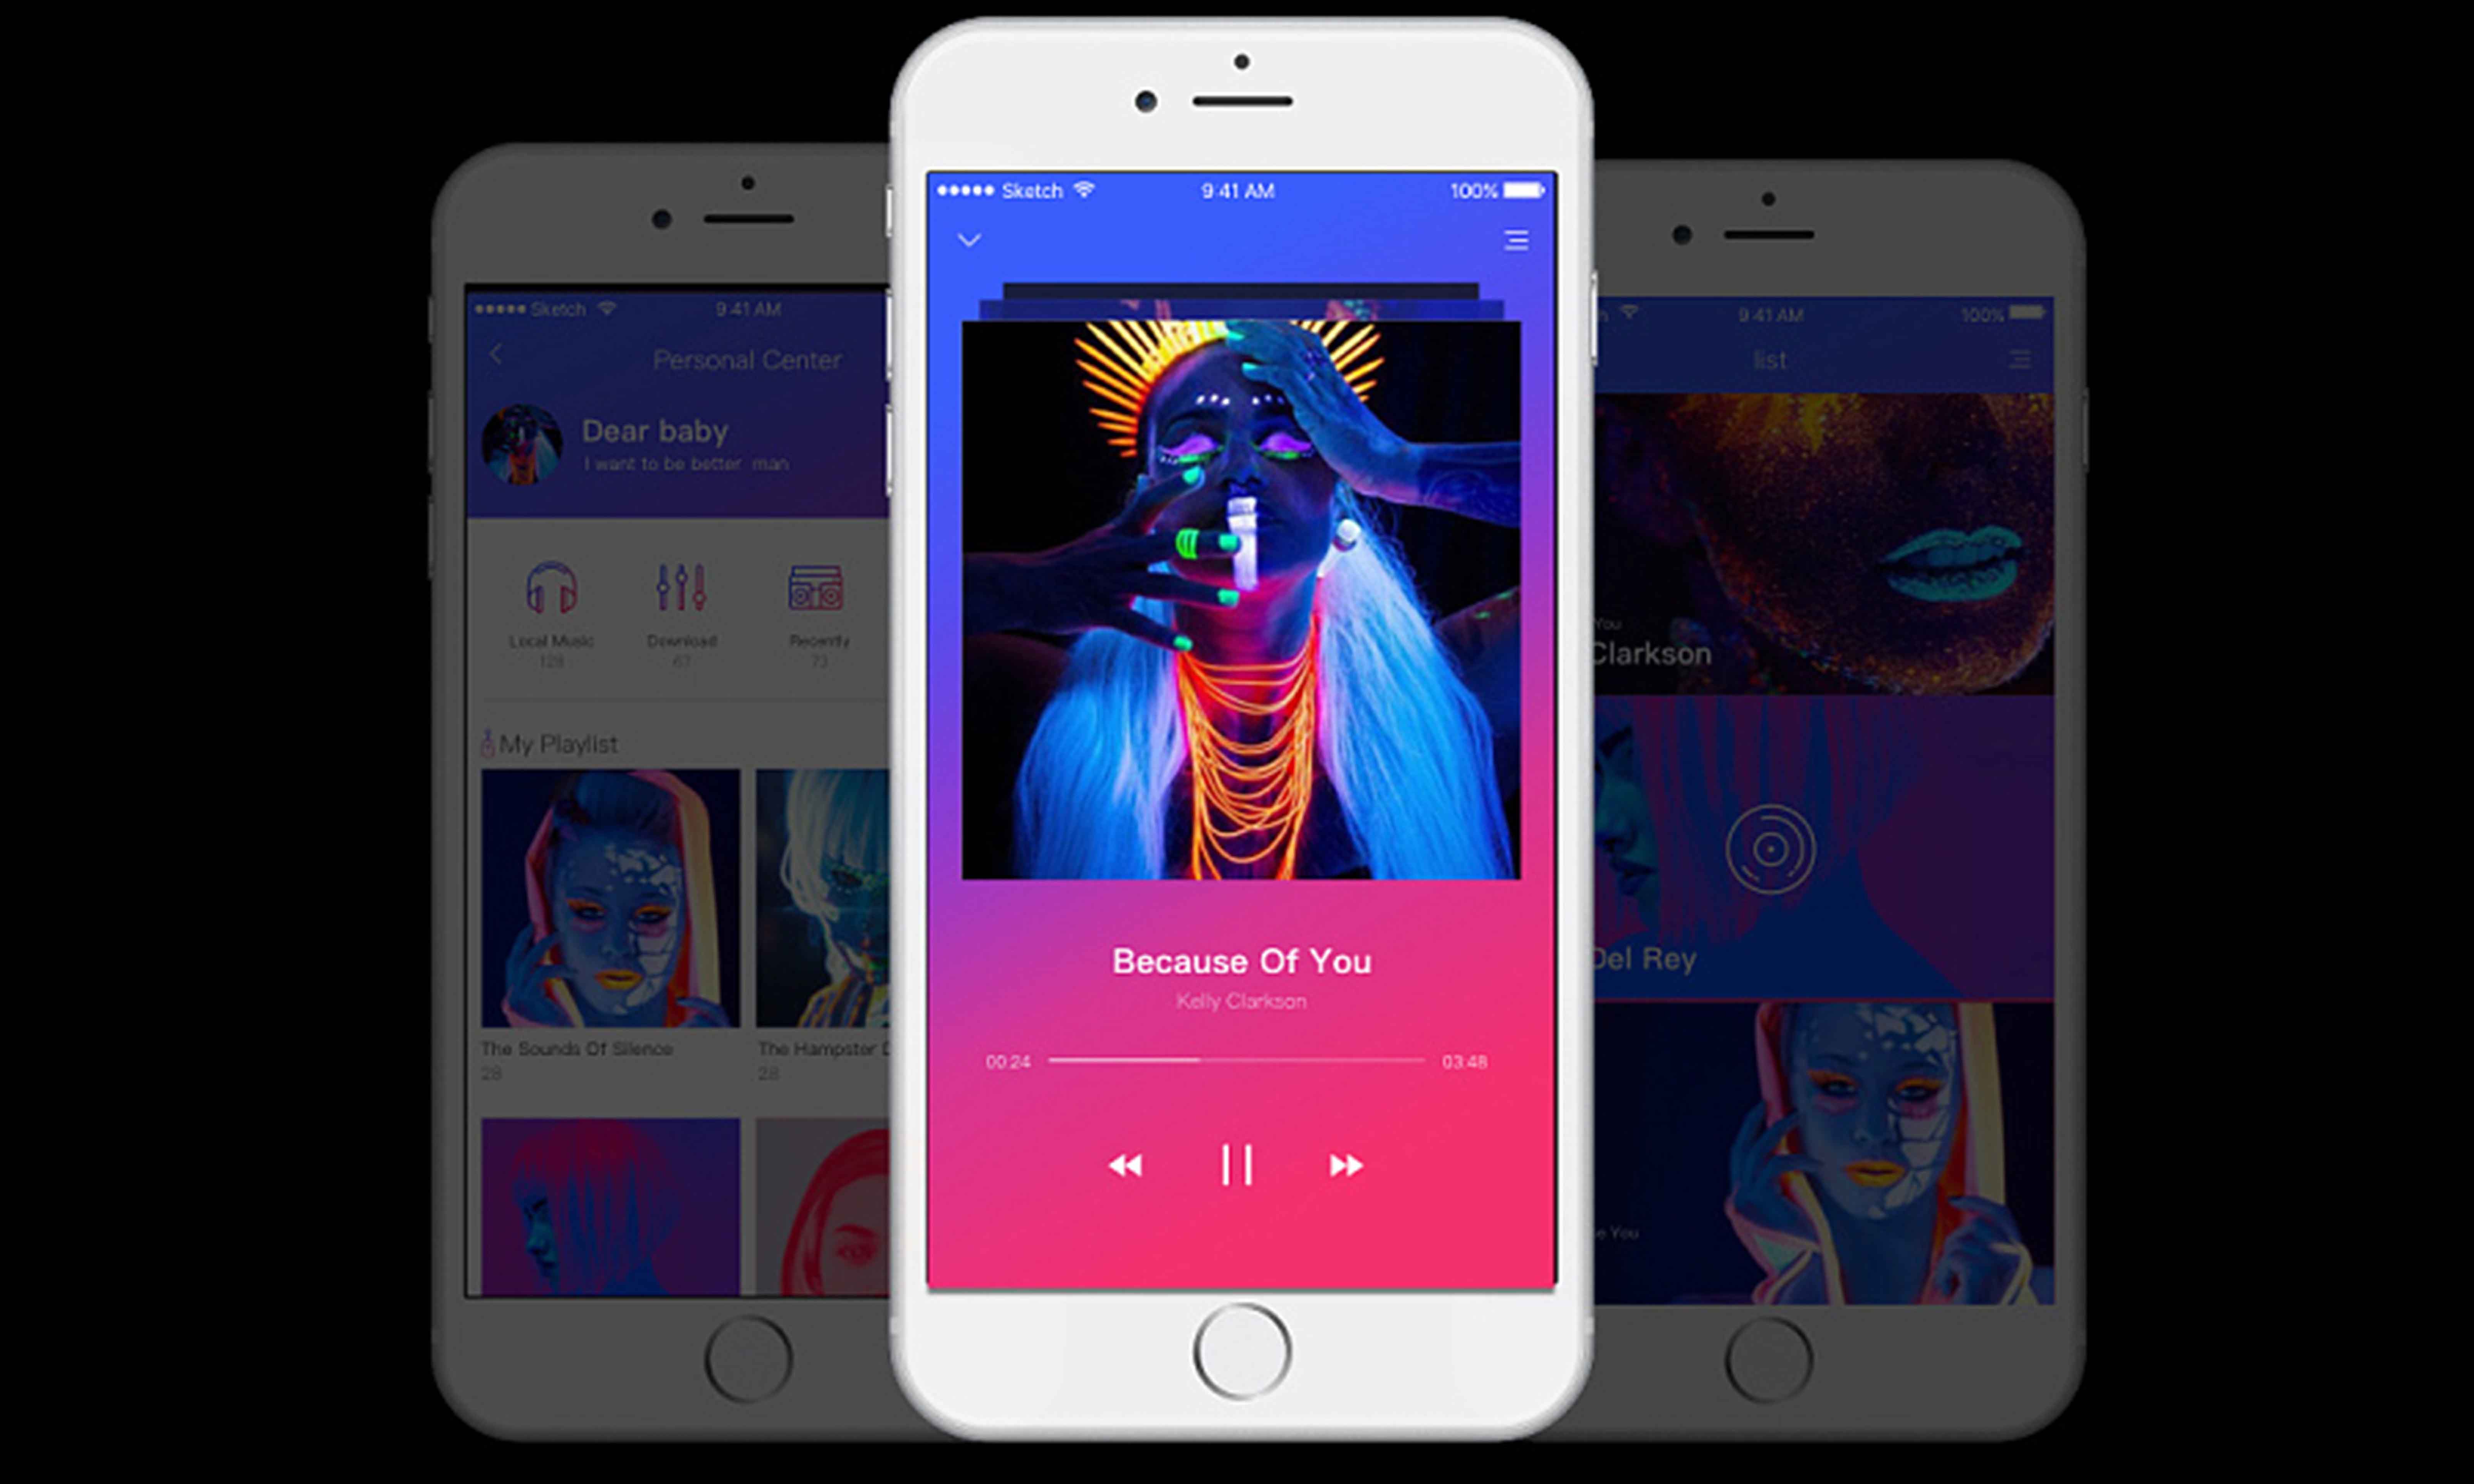 Sketch 9:41 AM 100%
Because Of You
Kelly Clarkson
00:24 03:48
Sketch 9:41 AM
Personal Center
Dear baby
I want to be better man
Local Music Download Recently
128 67 73
My Playlist
The Sounds Of Silence The Hampster D
28 28
h 9:41 AM 100%
list
You
Clarkson
Del Rey
e You